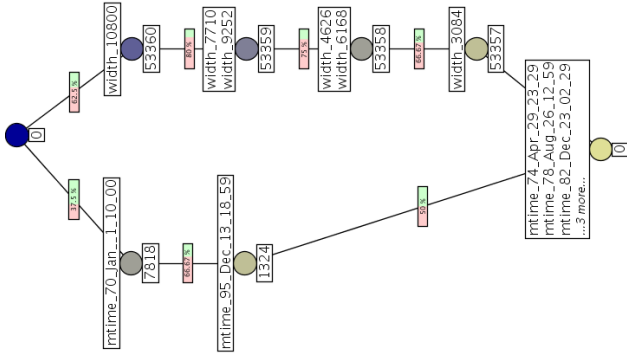 0
62.5 %
37.5 %
width_10800
53360
80 %
width_7710
width_9252
53359
75 %
width_4626
width_6168
53358
66.67 %
width_3084
53357
mtime_70_Jan__1_10_00
7818
66.67 %
mtime_95_Dec_13_18_59
1324
50 %
mtime_74_Apr_29_23_29
mtime_78_Aug_26_12_59
mtime_82_Dec_23_02_29
...3 more...
0